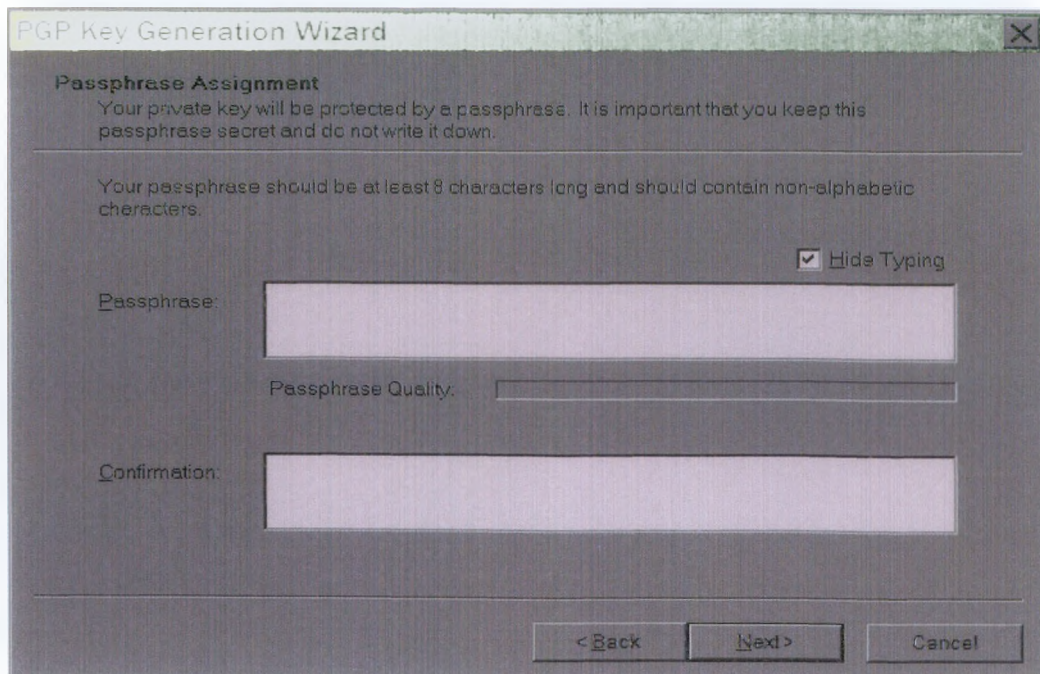 PGP Key Generation Wizard
Passphrase Assignment
Your private key will be protected by a passphrase. It is important that you keep this
passphrase secret and do not write it down.
Your passphrase should be at least 8 characters long and should contain non-alphabetic
characters.
Hide Typing
Passphrase:
Passphrase Quality:
Confirmation:
< Back
Next >
Cancel